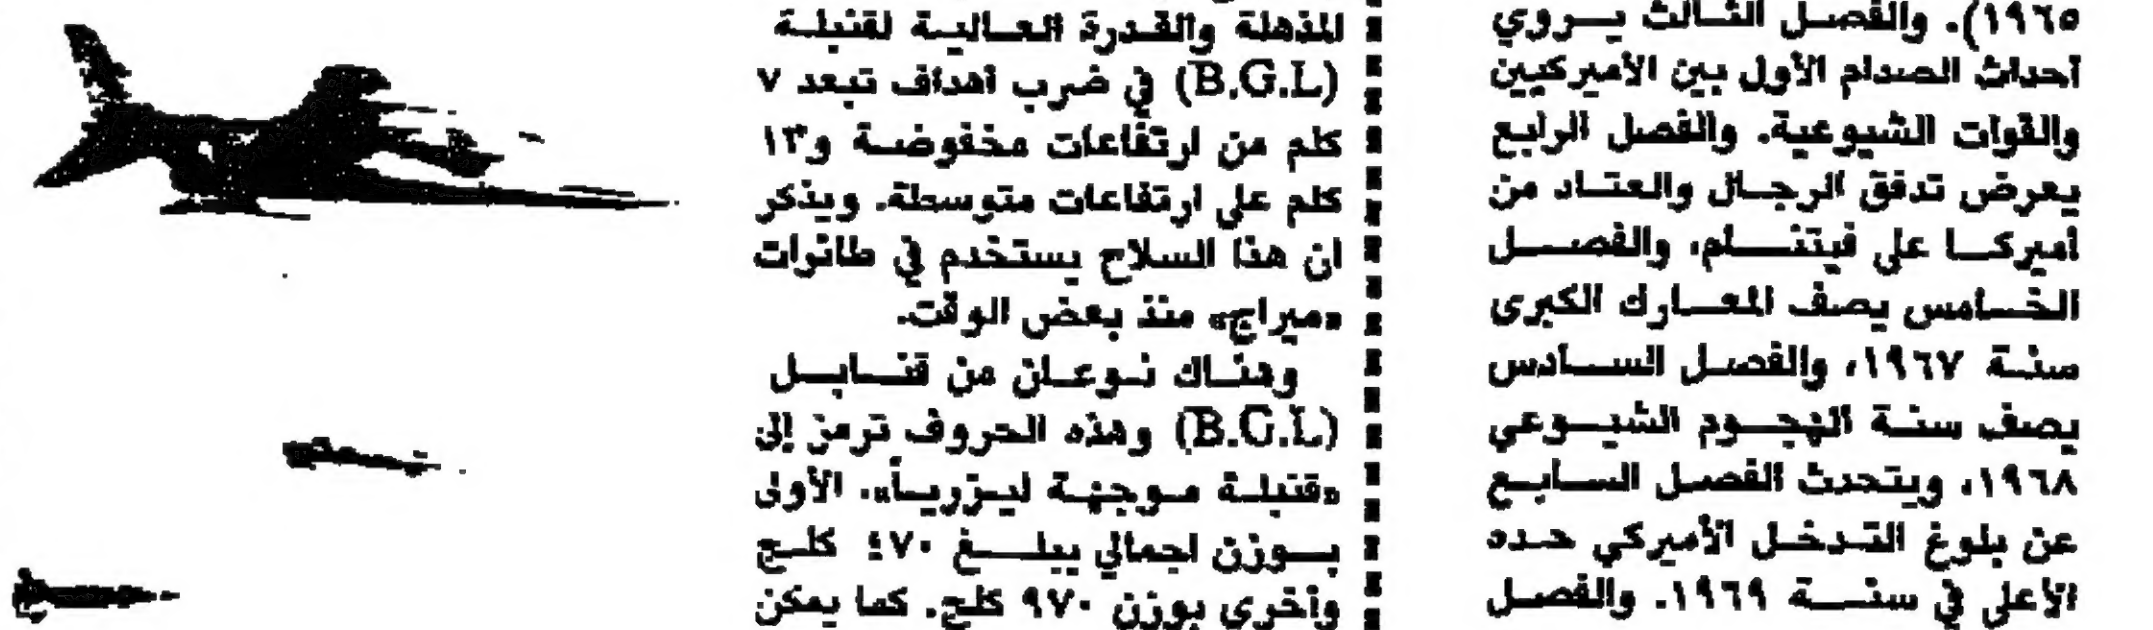 ١٩٦٥). والفصل الثالث يروي
أحداث الصدام الأول بين الأميركيين
والقوات الشيوعية. والفصل الرابع
يعرض تدفق الرجال والعتاد من
أميركا على فيتنام، والفصل
الخامس يصف المعارك الكبرى
سنة ١٩٦٧، والفصل السادس
يصف سنة الهجوم الشيوعي
١٩٦٨، ويتحدث الفصل السابع
عن بلوغ التدخل الأميركي حده
الأعلى في سنة ١٩٦٩. والفصل
المذهلة والقدرة العالية لقنبلة
(B.G.L) في ضرب أهداف تبعد ٧
كلم من ارتفاعات مخفوضة و١٣
كلم على ارتفاعات متوسطة. ويذكر
ان هذا السلاح يستخدم في طائرات
«ميراج» منذ بعض الوقت.
وهناك نوعان من قنابل
(B.G.L) وهذه الحروف ترمز إلى
«قنبلة موجهة ليزرياً». الأولى
بوزن اجمالي يبلغ ٤٧٠ كلج
وأخرى بوزن ٩٧٠ كلج. كما يمكن